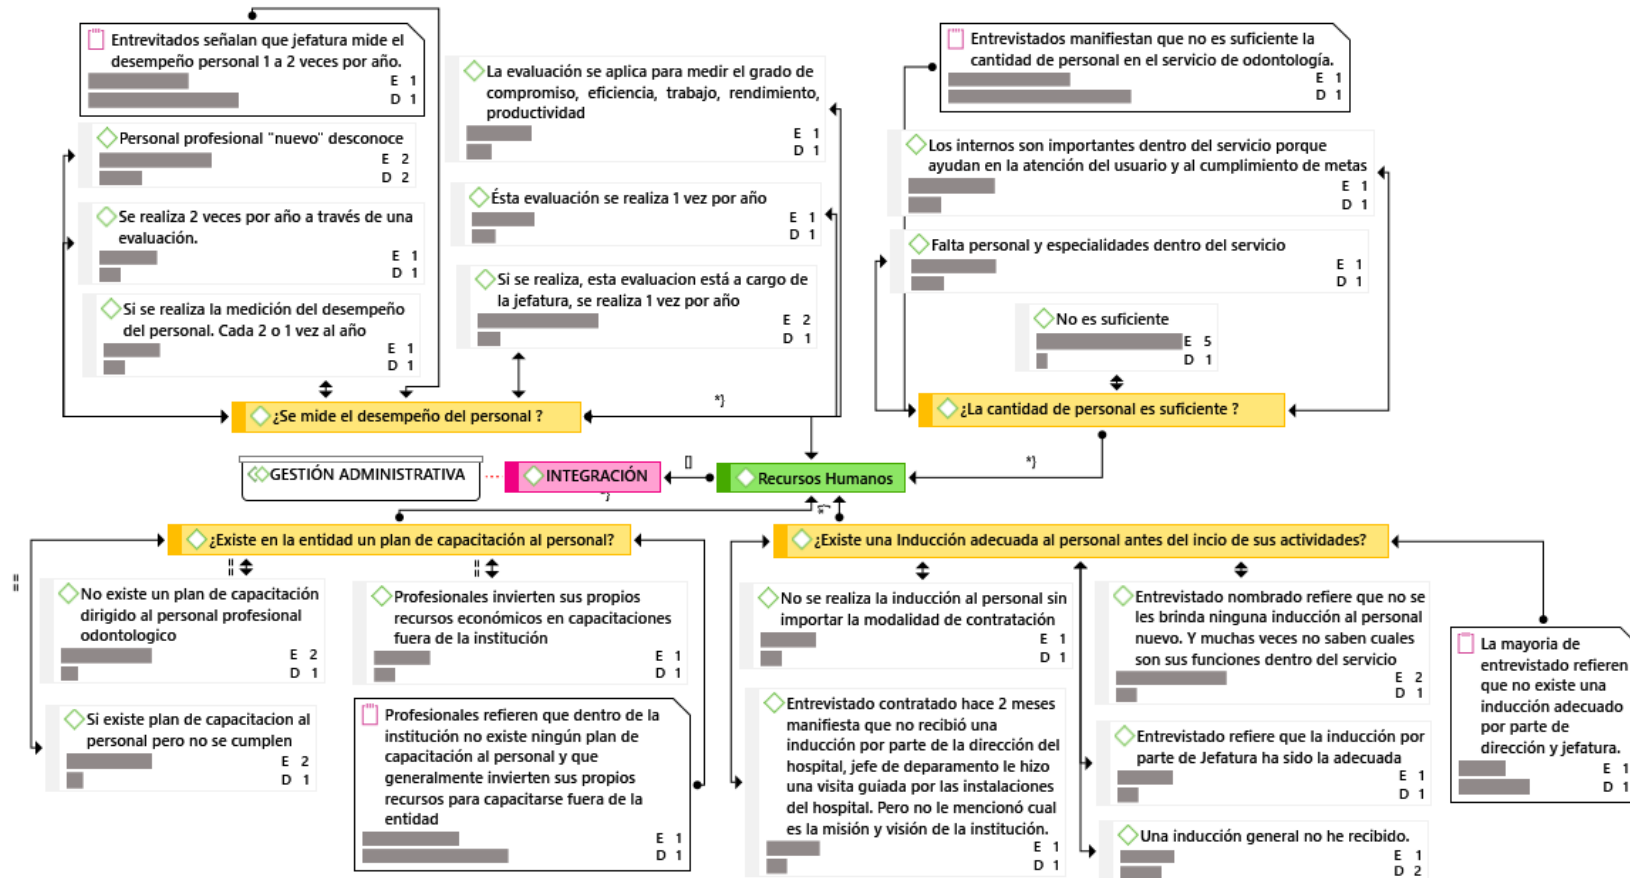 Entrevitados señalan que jefatura mide el
desempeño personal 1 a 2 veces por año.
E 1
D 1
Personal profesional "nuevo" desconoce
E 2
D 2
Se realiza 2 veces por año a través de una
evaluación.
E 1
D 1
Si se realiza la medición del desempeño
del personal. Cada 2 o 1 vez al año
E 1
D 1
La evaluación se aplica para medir el grado de
compromiso, eficiencia, trabajo, rendimiento,
productividad
E 1
D 1
Ésta evaluación se realiza 1 vez por año
E 1
D 1
Si se realiza, esta evaluacion está a cargo de
la jefatura, se realiza 1 vez por año
E 2
D 1
Entrevistados manifiestan que no es suficiente la
cantidad de personal en el servicio de odontología.
E 1
D 1
Los internos son importantes dentro del servicio porque
ayudan en la atención del usuario y al cumplimiento de metas
E 1
D 1
Falta personal y especialidades dentro del servicio
E 1
D 1
No es suficiente
E 5
D 1
¿Se mide el desempeño del personal ?
*}
¿La cantidad de personal es suficiente ?
GESTIÓN ADMINISTRATIVA
INTEGRACIÓN
[]
Recursos Humanos
*}
*}
*}
¿Existe en la entidad un plan de capacitación al personal?
¿Existe una Inducción adecuada al personal antes del incio de sus actividades?
==
==
==
No existe un plan de capacitación
dirigido al personal profesional
odontologico
E 2
D 1
Si existe plan de capacitacion al
personal pero no se cumplen
E 2
D 1
Profesionales invierten sus propios
recursos económicos en capacitaciones
fuera de la institución
E 1
D 1
Profesionales refieren que dentro de la
institución no existe ningún plan de
capacitación al personal y que
generalmente invierten sus propios
recursos para capacitarse fuera de la
entidad
E 1
D 1
No se realiza la inducción al personal sin
importar la modalidad de contratación
E 1
D 1
Entrevistado contratado hace 2 meses
manifiesta que no recibió una
inducción por parte de la dirección del
hospital, jefe de deparamento le hizo
una visita guiada por las instalaciones
del hospital. Pero no le mencionó cual
es la misión y visión de la institución.
E 1
D 1
Entrevistado nombrado refiere que no se
les brinda ninguna inducción al personal
nuevo. Y muchas veces no saben cuales
son sus funciones dentro del servicio
E 2
D 1
Entrevistado refiere que la inducción por
parte de Jefatura ha sido la adecuada
E 1
D 1
Una inducción general no he recibido.
E 1
D 2
La mayoria de
entrevistado refieren
que no existe una
inducción adecuado
por parte de
dirección y jefatura.
E 1
D 1